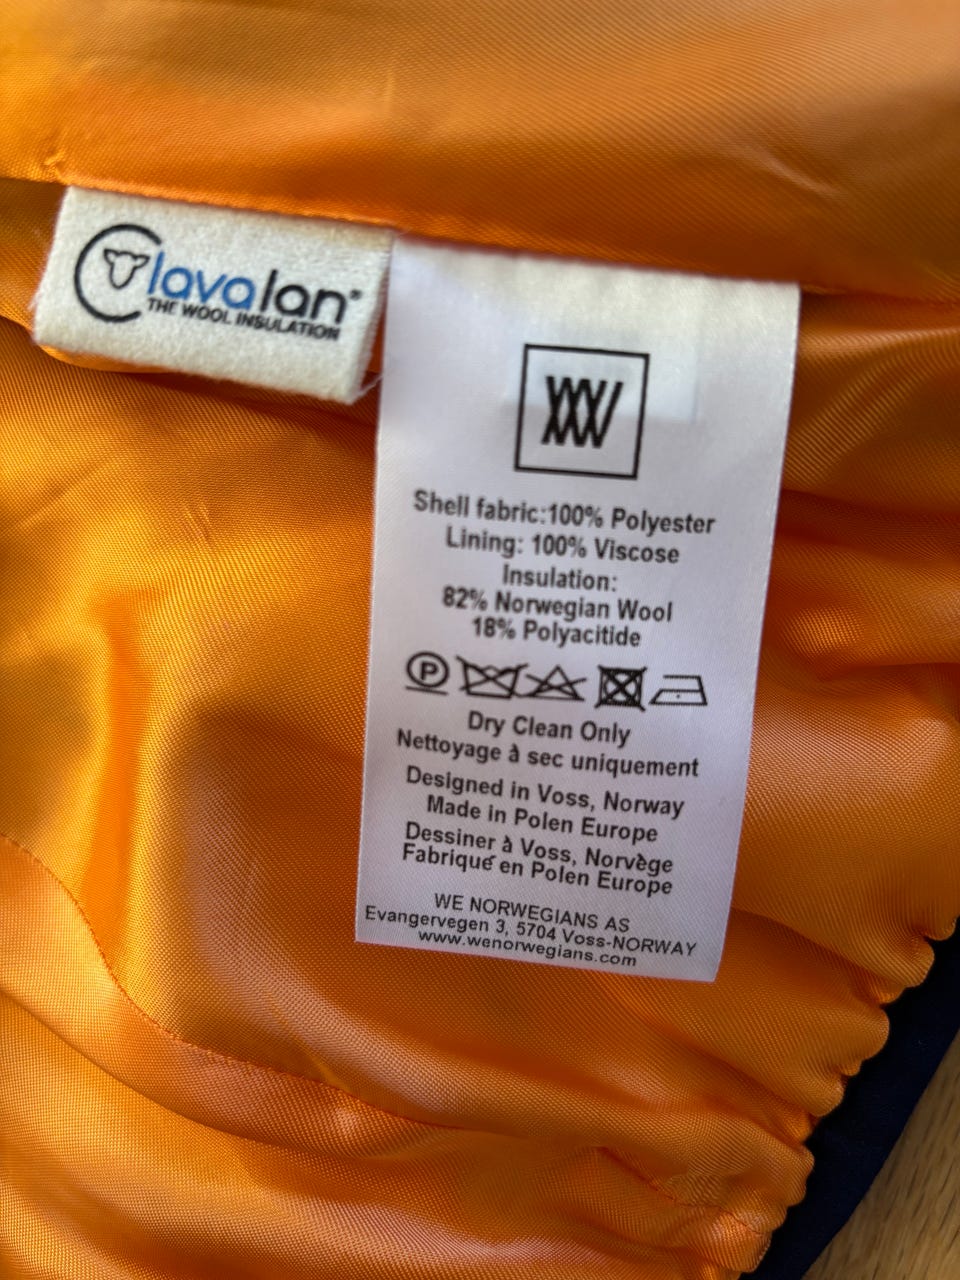 lavalan®
THE WOOL INSULATION
Shell fabric:100% Polyester
Lining: 100% Viscose
Insulation:
82% Norwegian Wool
18% Polyacitide
P
Dry Clean Only
Nettoyage à sec uniquement
Designed in Voss, Norway
Made in Polen Europe
Dessiner à Voss, Norvège
Fabriqué en Polen Europe
WE NORWEGIANS AS
Evangervegen 3, 5704 Voss-NORWAY
www.wenorwegians.com